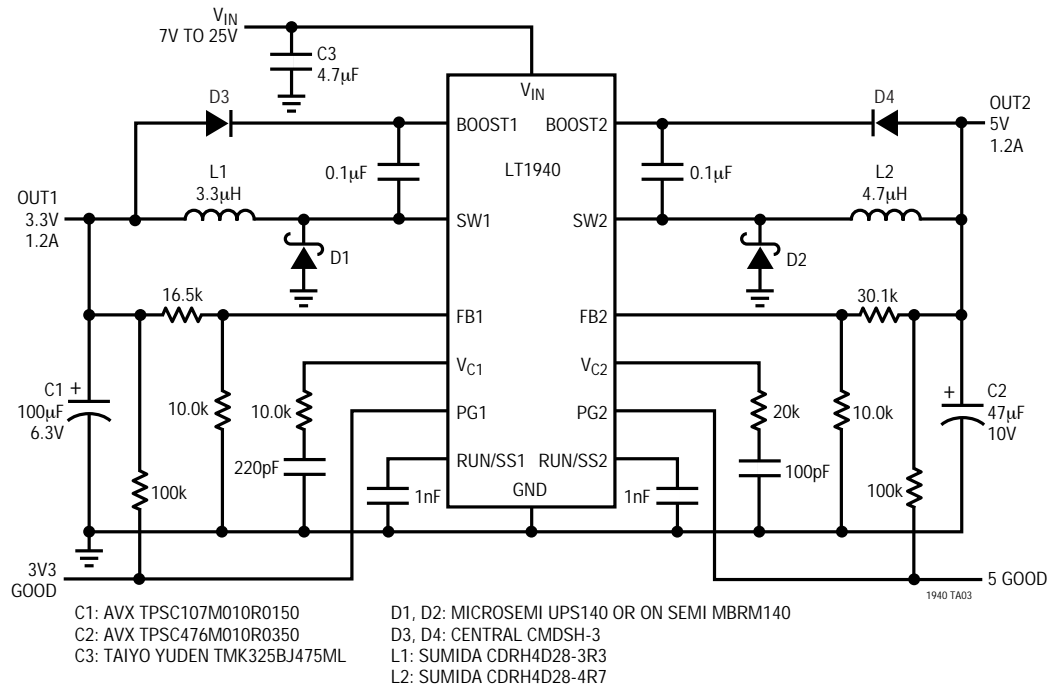 VIN
7V TO 25V
C3
4.7µF
VIN
D3
D4
OUT2
5V
1.2A
BOOST1
BOOST2
LT1940
L1
3.3µH
0.1µF
0.1µF
L2
4.7µH
OUT1
3.3V
1.2A
SW1
SW2
D1
D2
16.5k
30.1k
FB1
FB2
VC1
VC2
C1
+
100µF
6.3V
10.0k
10.0k
PG1
PG2
20k
10.0k
+
C2
47µF
10V
220pF
RUN/SS1
RUN/SS2
100pF
100k
1nF
GND
1nF
100k
3V3
GOOD
5 GOOD
1940 TA03
C1: AVX TPSC107M010R0150
C2: AVX TPSC476M010R0350
C3: TAIYO YUDEN TMK325BJ475ML
D1, D2: MICROSEMI UPS140 OR ON SEMI MBRM140
D3, D4: CENTRAL CMDSH-3
L1: SUMIDA CDRH4D28-3R3
L2: SUMIDA CDRH4D28-4R7